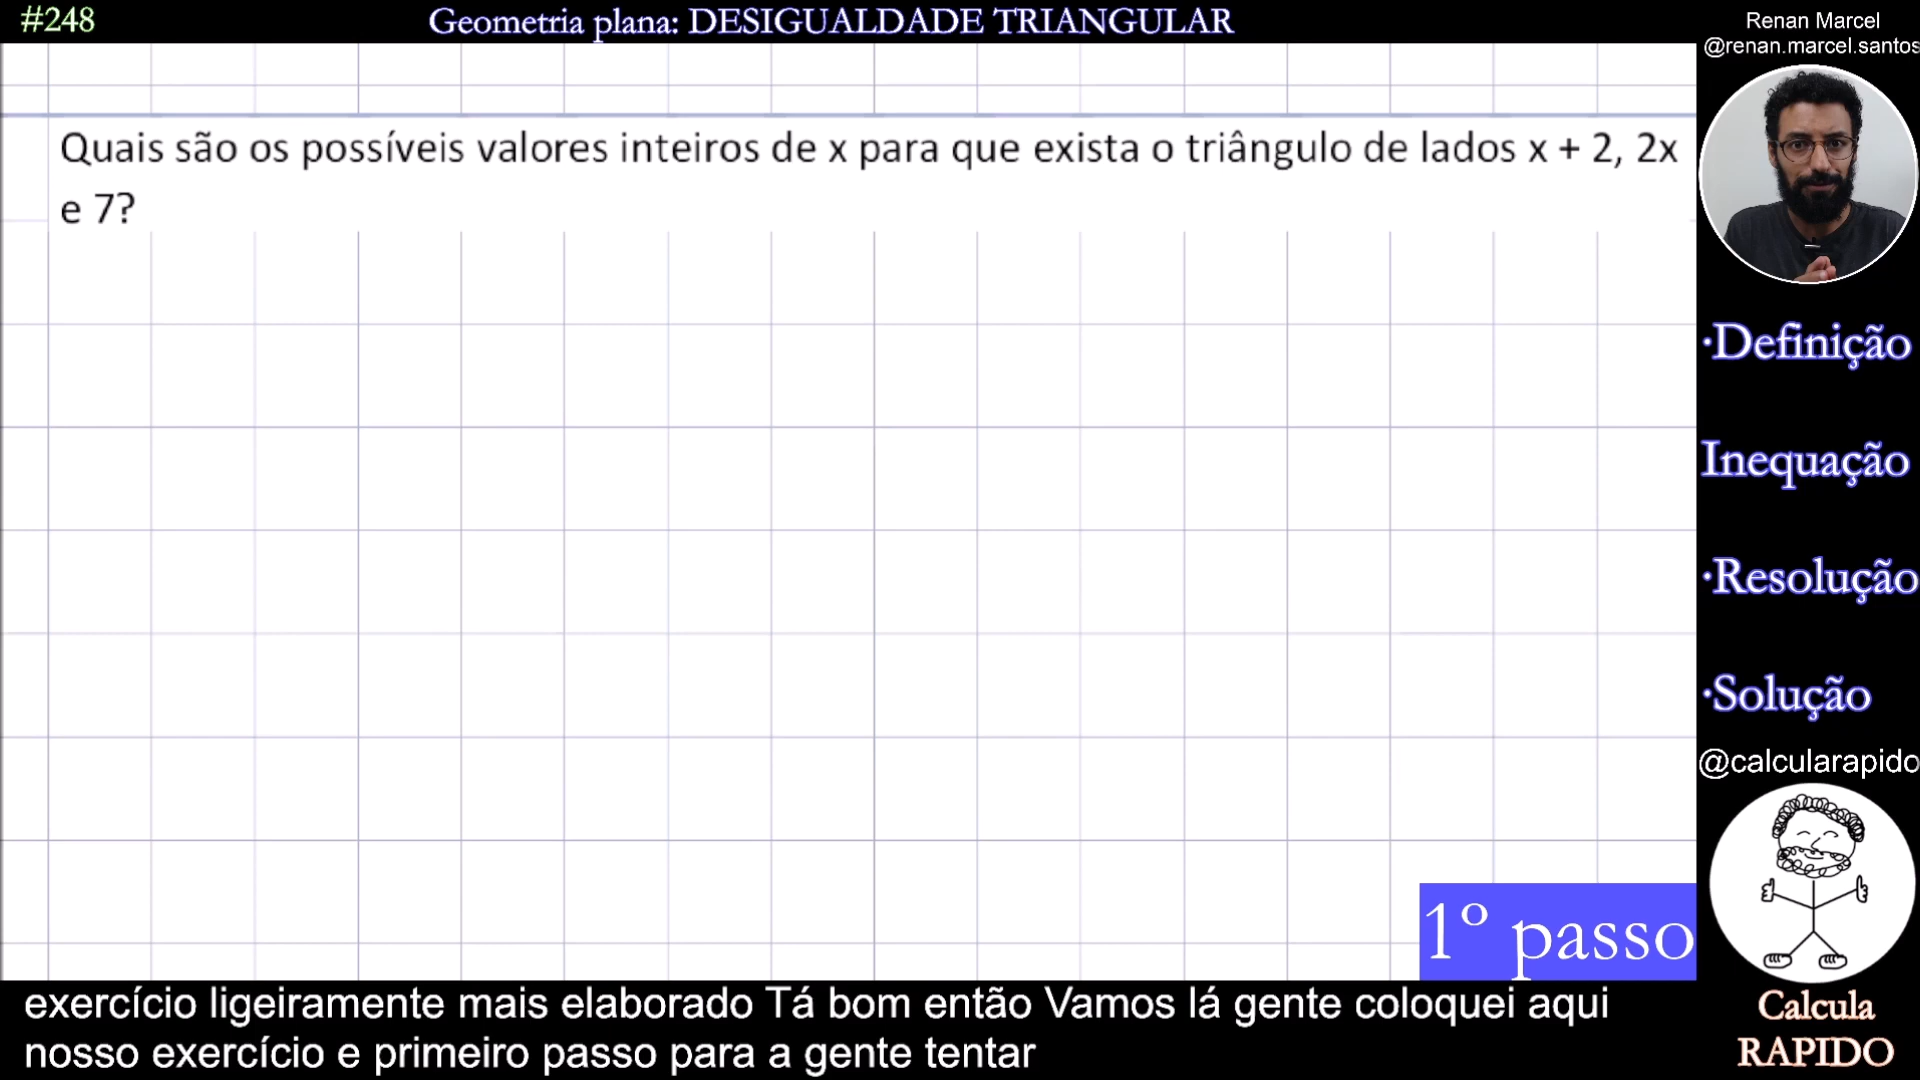 #248
Geometria plana: DESIGUALDADE TRIANGULAR
Renan Marcel
@renan.marcel.santos
Quais são os possíveis valores inteiros de x para que exista o triângulo de lados x + 2, 2x
e 7?
·Definição
Inequação
·Resolução
·Solução
@calcularapido
1º passo
Calcula
RAPIDO
exercício ligeiramente mais elaborado Tá bom então Vamos lá gente coloquei aqui
nosso exercício e primeiro passo para a gente tentar